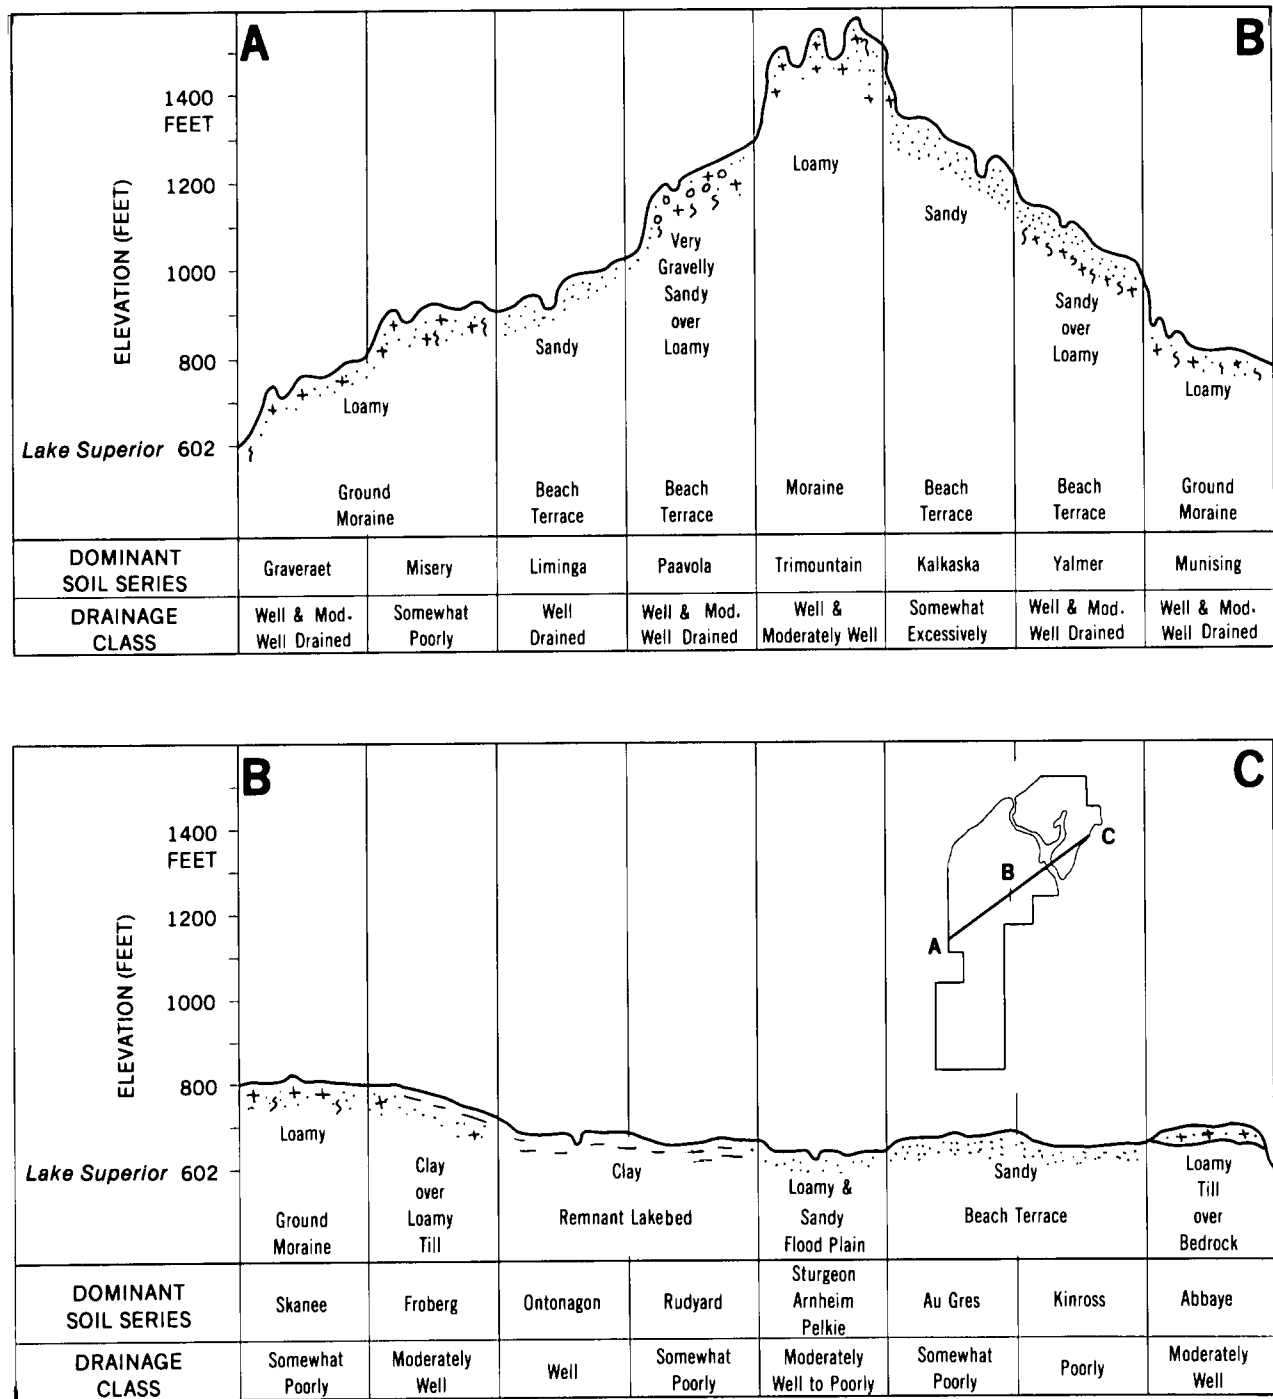 A
B
1400
FEET
1200
1000
800
Lake Superior 602
ELEVATION (FEET)
Loamy
Sandy
Very
Gravelly
Sandy
over
Loamy
Loamy
Sandy
Sandy
over
Loamy
Loamy
Ground
Moraine
Beach
Terrace
Beach
Terrace
Moraine
Beach
Terrace
Beach
Terrace
Ground
Moraine
DOMINANT
SOIL SERIES
Graveraet
Misery
Liminga
Paavola
Trimountain
Kalkaska
Yalmer
Munising
DRAINAGE
CLASS
Well & Mod.
Well Drained
Somewhat
Poorly
Well
Drained
Well & Mod.
Well Drained
Well &
Moderately Well
Somewhat
Excessively
Well & Mod.
Well Drained
Well & Mod.
Well Drained
B
C
1400
FEET
1200
1000
800
Lake Superior 602
ELEVATION (FEET)
A
B
C
Loamy
Ground
Moraine
Clay
over
Loamy
Till
Clay
Remnant Lakebed
Loamy &
Sandy
Flood Plain
Sandy
Beach Terrace
Loamy
Till
over
Bedrock
DOMINANT
SOIL SERIES
Skanee
Froberg
Ontonagon
Rudyard
Sturgeon
Arnheim
Pelkie
Au Gres
Kinross
Abbaye
DRAINAGE
CLASS
Somewhat
Poorly
Moderately
Well
Well
Somewhat
Poorly
Moderately
Well to Poorly
Somewhat
Poorly
Poorly
Moderately
Well